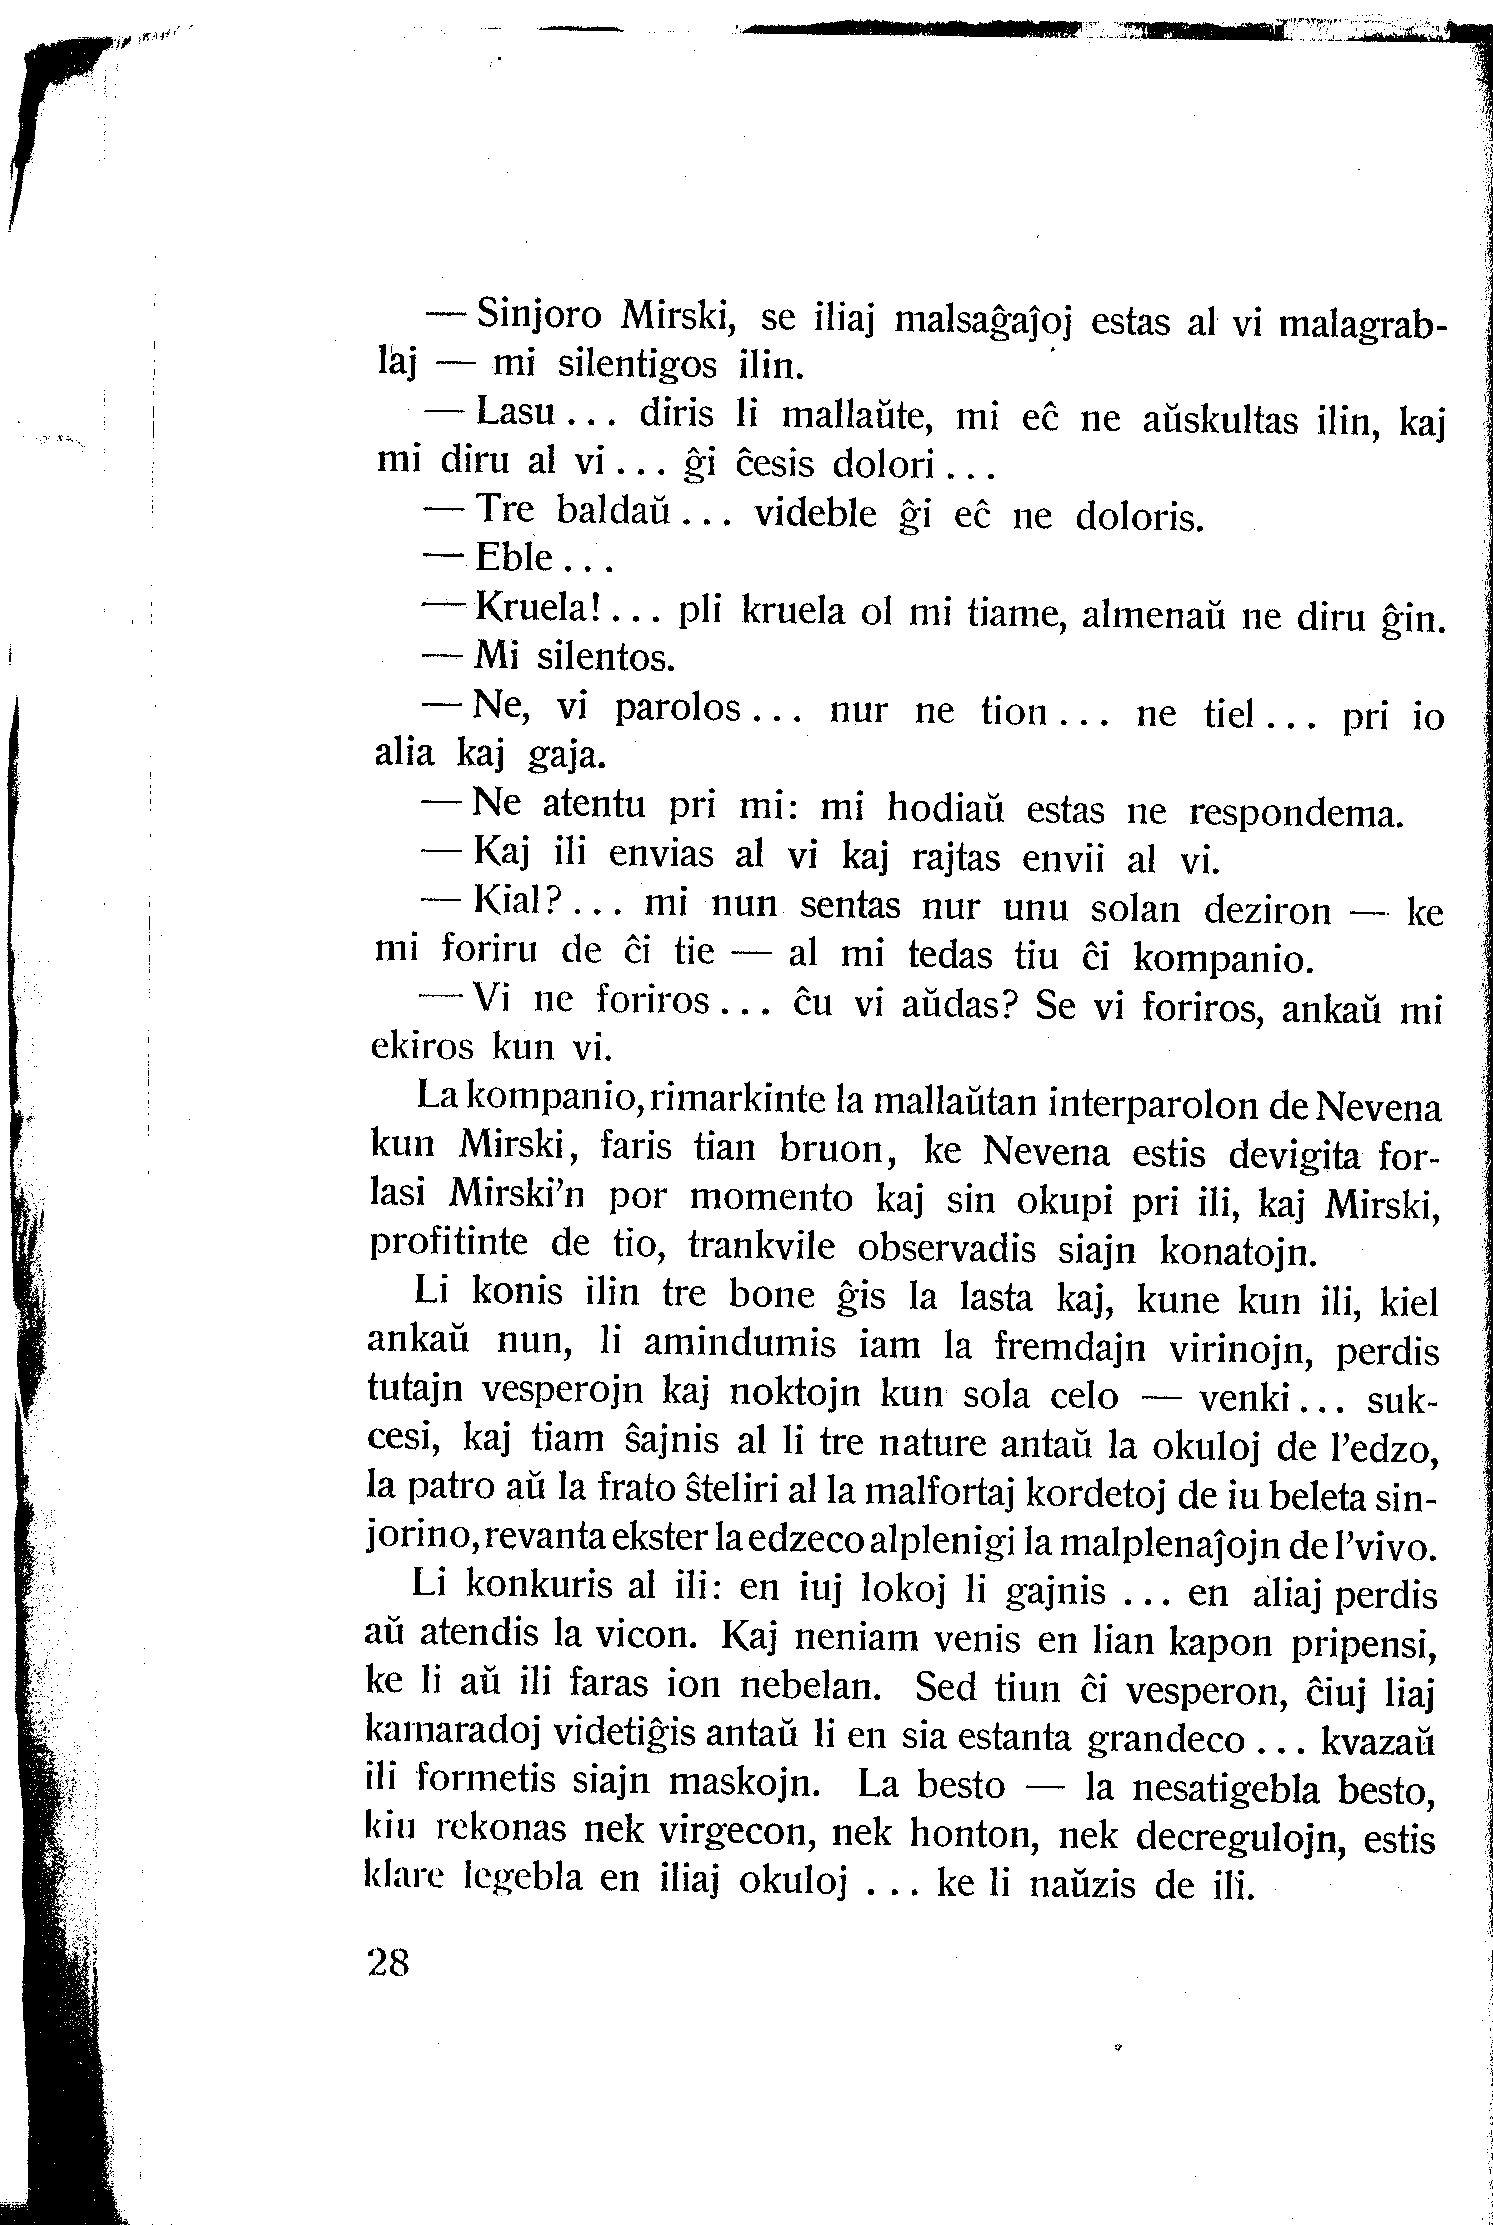 — Sinjoro Mirski, se iliaj malsaĝaĵoj estas al vi malagrab-
laj — mi silentigos ilin.
— Lasu... diris li mallaŭte, mi eĉ ne aŭskultas ilin, kaj
mi diru al vi... ĝi ĉesis dolori...
— Tre baldaŭ... videble ĝi eĉ ne doloris.
— Eble...
— Kruela!... pli kruela ol mi tiame, almenaŭ ne diru ĝin.
— Mi silentos.
— Ne, vi parolos... nur ne tion... ne tiel... pri io
alia kaj gaja.
— Ne atentu pri mi: mi hodiaŭ estas ne respondema.
— Kaj ili envias al vi kaj rajtas envii al vi.
— Kial?... mi nun sentas nur unu solan deziron — ke
mi foriru de ĉi tie — al mi tedas tiu ĉi kompanio.
— Vi ne foriros... ĉu vi aŭdas? Se vi foriros, ankaŭ mi
ekiros kun vi.
La kompanio, rimarkinte la mallaŭtan interparolon de Nevena
kun Mirski, faris tian bruon, ke Nevena estis devigita for-
lasi Mirski'n por momento kaj sin okupi pri ili, kaj Mirski,
profitinte de tio, trankvile observadis siajn konatojn.
Li konis ilin tre bone ĝis la lasta kaj, kune kun ili, kiel
ankaŭ nun, li amindumis iam la fremdajn virinojn, perdis
tutajn vesperojn kaj noktojn kun sola celo — venki... suk-
cesi, kaj tiam ŝajnis al li tre nature antaŭ la okuloj de l'edzo,
la patro aŭ la frato ŝteliri al la malfortaj kordetoj de iu beleta sin-
jorino, revanta ekster la edzeco alplenigi la malplenaĵojn de l'vivo.
Li konkuris al ili: en iuj lokoj li gajnis ... en aliaj perdis
aŭ atendis la vicon. Kaj neniam venis en lian kapon pripensi,
ke li aŭ ili faras ion nebelan. Sed tiun ĉi vesperon, ĉiuj liaj
kamaradoj videtiĝis antaŭ li en sia estanta grandeco ... kvazaŭ
ili formetis siajn maskojn. La besto — la nesatigebla besto,
kiu rekonas nek virgecon, nek honton, nek decregulojn, estis
klare legebla en iliaj okuloj ... ke li naŭzis de ili.
28